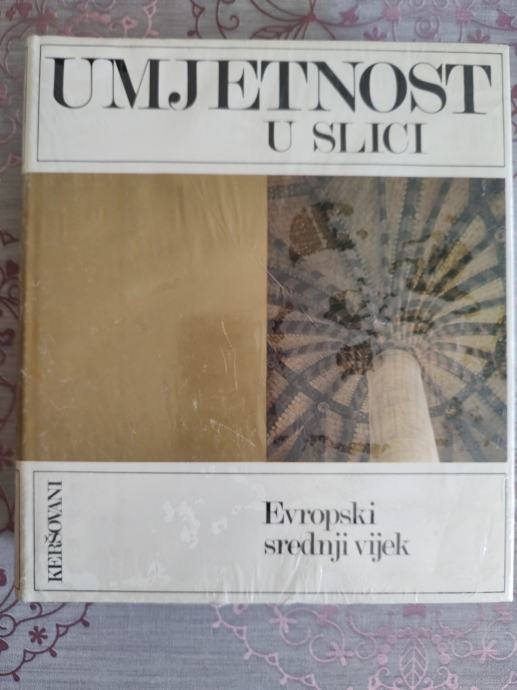 UMJETNOST
U SLICI
KERŠOVANI
Evropski
srednji vijek